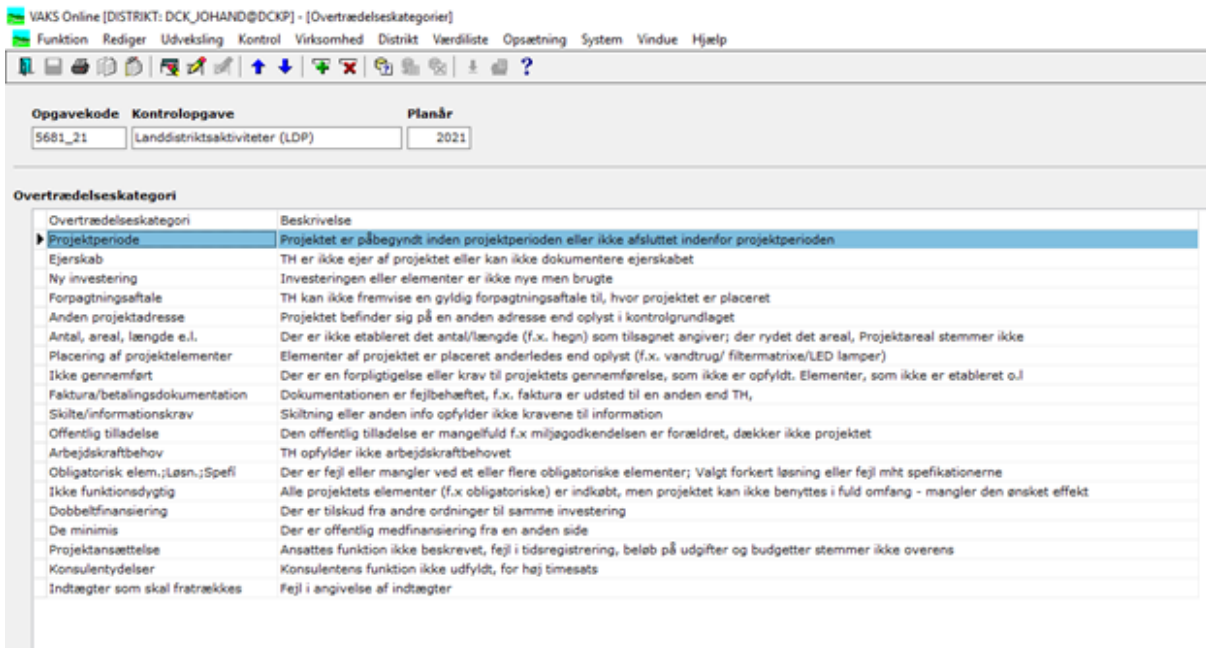 VAKS Online [DISTRIKT: DCK_JOHAND@DCKP] - [Overtrædelseskategorier]
Funktion Rediger Udveksling Kontrol Virksomhed Distrikt Værdiliste Opsætning System Vindue Hjælp
Opgavekode Kontrolopgave Planår
5681_21 Landdistriktsaktiviteter (LDP) 2021
Overtrædelseskategori
Overtrædelseskategori Beskrivelse
Projektperiode Projektet er påbegyndt inden projektperioden eller ikke afsluttet indenfor projektperioden
Ejerskab TH er ikke ejer af projektet eller kan ikke dokumentere ejerskabet
Ny investering Investeringen eller elementer er ikke nye men brugte
Forpagtningsaftale TH kan ikke fremvise en gyldig forpagtningsaftale til, hvor projektet er placeret
Anden projektadresse Projektet befinder sig på en anden adresse end oplyst i kontrolgrundlaget
Antal, areal, længde e.l. Der er ikke etableret det antal/længde (f.x. hegn) som tilsagnet angiver; der rydet det areal, Projektareal stemmer ikke
Placering af projektelementer Elementer af projektet er placeret anderledes end oplyst (f.x. vandtrug/ filtermatrixe/LED lamper)
Ikke gennemført Der er en forpligtigelse eller krav til projektets gennemførelse, som ikke er opfyldt. Elementer, som ikke er etableret o.l
Faktura/betalingsdokumentation Dokumentationen er fejlbehæftet, f.x. faktura er udsted til en anden end TH,
Skilte/informationskrav Skiltning eller anden info opfylder ikke kravene til information
Offentlig tilladelse Den offentlig tilladelse er mangelfuld f.x miljøgodkendelsen er forældret, dækker ikke projektet
Arbejdskraftbehov TH opfylder ikke arbejdskraftbehovet
Obligatorisk elem.;Løsn.;Spefi Der er fejl eller mangler ved et eller flere obligatoriske elementer; Valgt forkert løsning eller fejl mht spefikationerne
Ikke funktionsdygtig Alle projektets elementer (f.x obligatoriske) er indkøbt, men projektet kan ikke benyttes i fuld omfang - mangler den ønsket effekt
Dobbeltfinansiering Der er tilskud fra andre ordninger til samme investering
De minimis Der er offentlig medfinansiering fra en anden side
Projektansættelse Ansattes funktion ikke beskrevet, fejl i tidsregistrering, beløb på udgifter og budgetter stemmer ikke overens
Konsulentydelser Konsulentens funktion ikke udfyldt, for høj timesats
Indtægter som skal fratrækkes Fejl i angivelse af indtægter